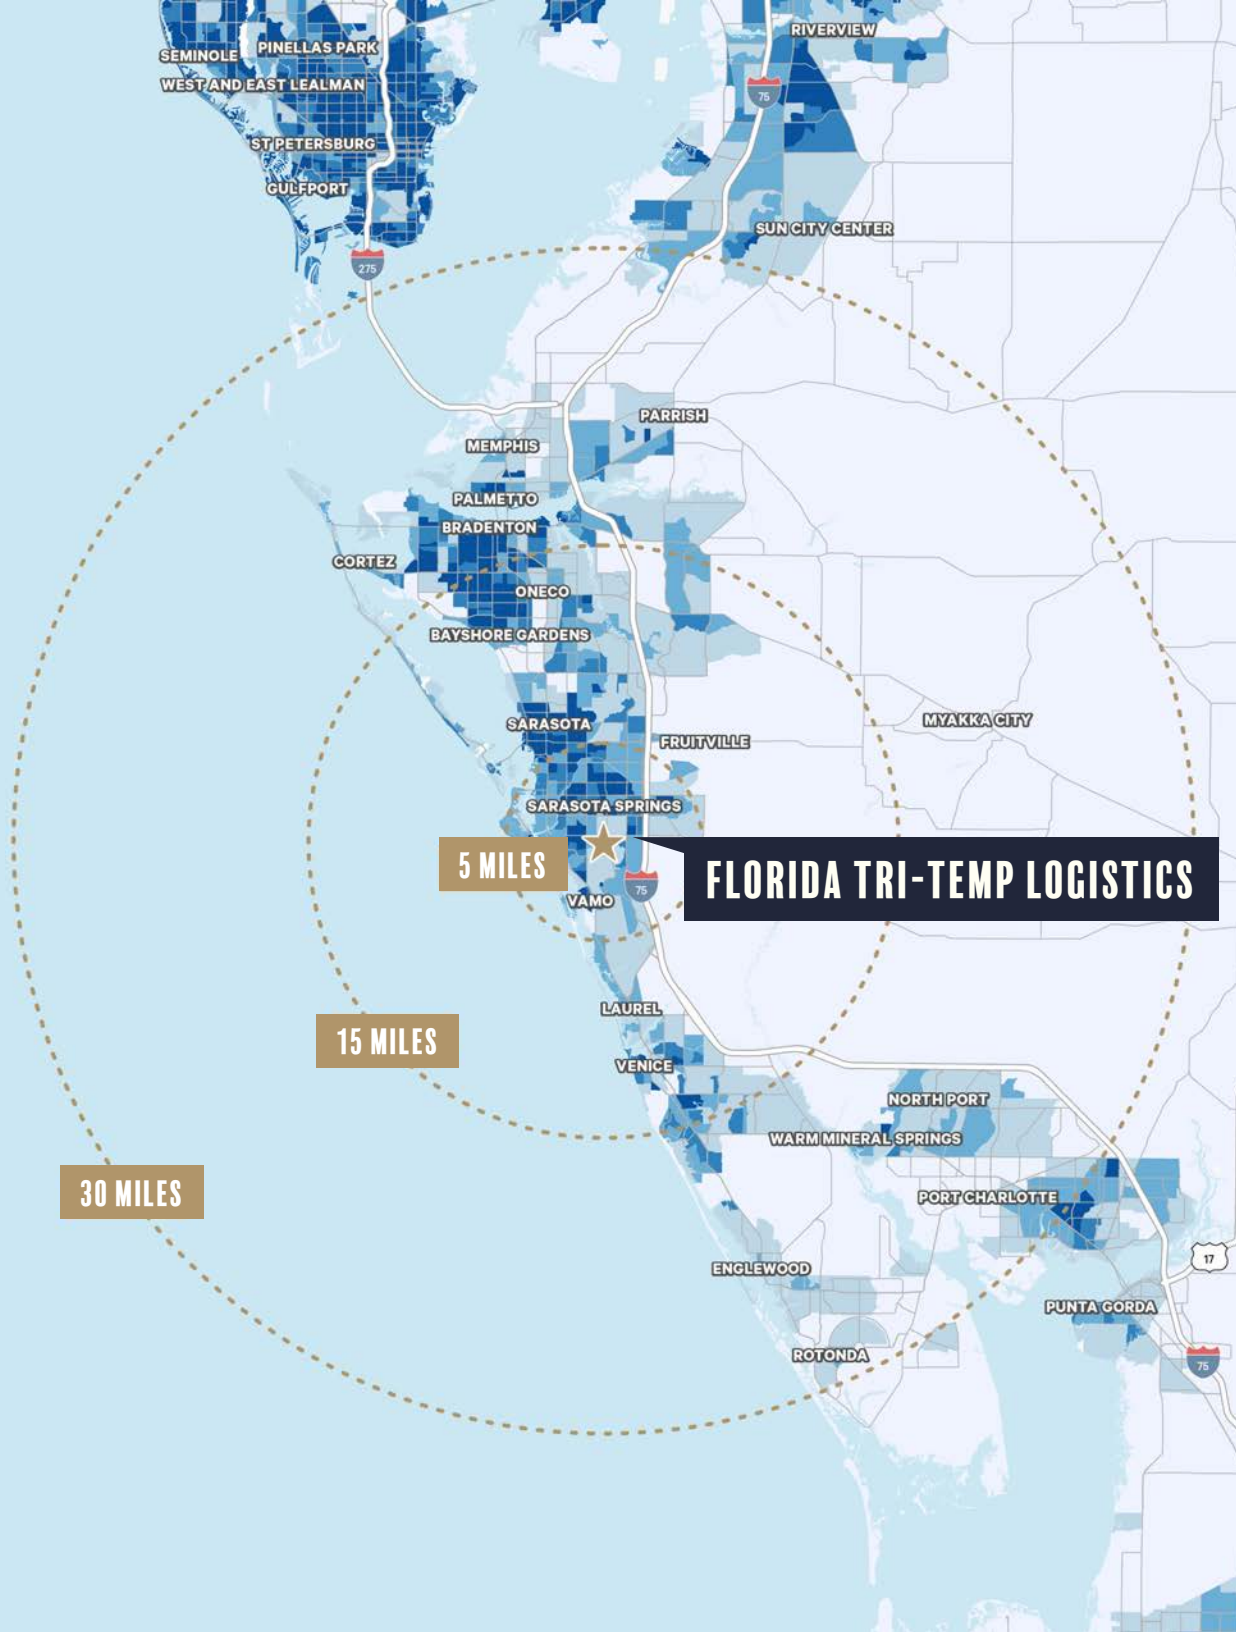 RIVERVIEW
PINELLAS PARK
SEMINOLE
WEST AND EAST LEALMAN
75
ST PETERSBURG
GULFPORT
SUN CITY CENTER
275
PARRISH
MEMPHIS
PALMETTO
BRADENTON
CORTEZ
ONECO
BAYSHORE GARDENS
SARASOTA
MYAKKA CITY
FRUITVILLE
SARASOTA SPRINGS
5 MILES
FLORIDA TRI-TEMP LOGISTICS
75
VAMO
LAUREL
15 MILES
VENICE
NORTH PORT
WARM MINERAL SPRINGS
30 MILES
PORT CHARLOTTE
17
ENGLEWOOD
PUNTA GORDA
ROTONDA
75